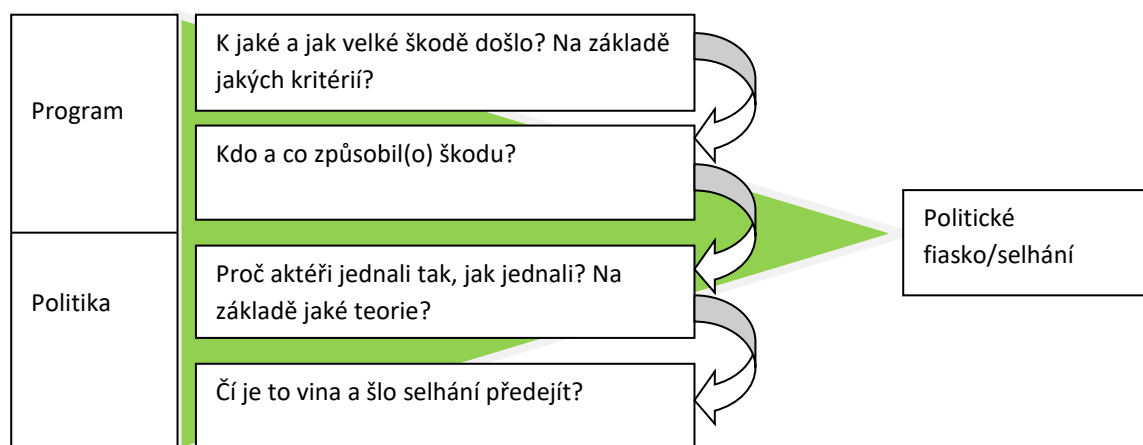 K jaké a jak velké škodě došlo? Na základě
jakých kritérií?
Program
Kdo a co způsobil(o) škodu?
Politické
fiasko/selhání
Proč aktéři jednali tak, jak jednali? Na
základě jaké teorie?
Politika
Čí je to vina a šlo selhání předejít?